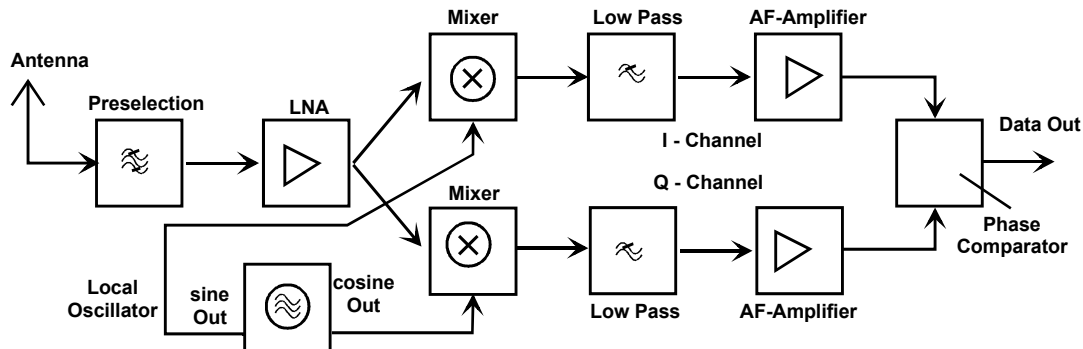 Mixer
Low Pass
AF-Amplifier
Antenna
Preselection
LNA
Data Out
I - Channel
Q - Channel
Mixer
Phase
Comparator
Local
Oscillator
sine
Out
cosine
Out
Low Pass
AF-Amplifier